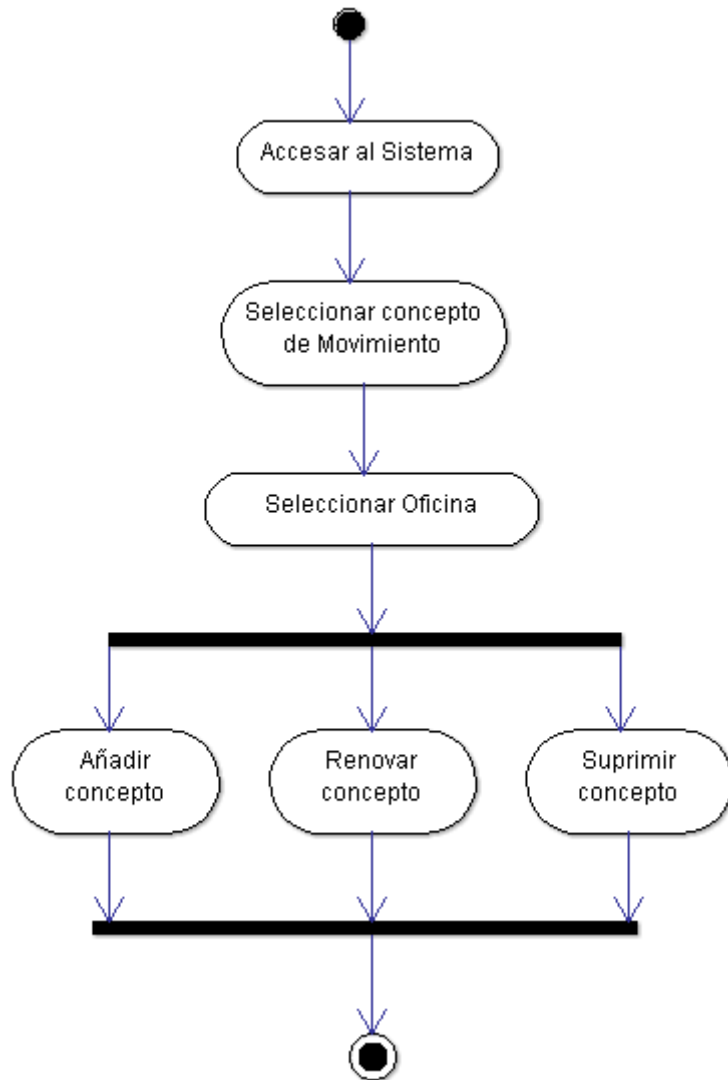 Accesar al Sistema
Seleccionar concepto
de Movimiento
Seleccionar Oficina
Añadir
concepto
Renovar
concepto
Suprimir
concepto